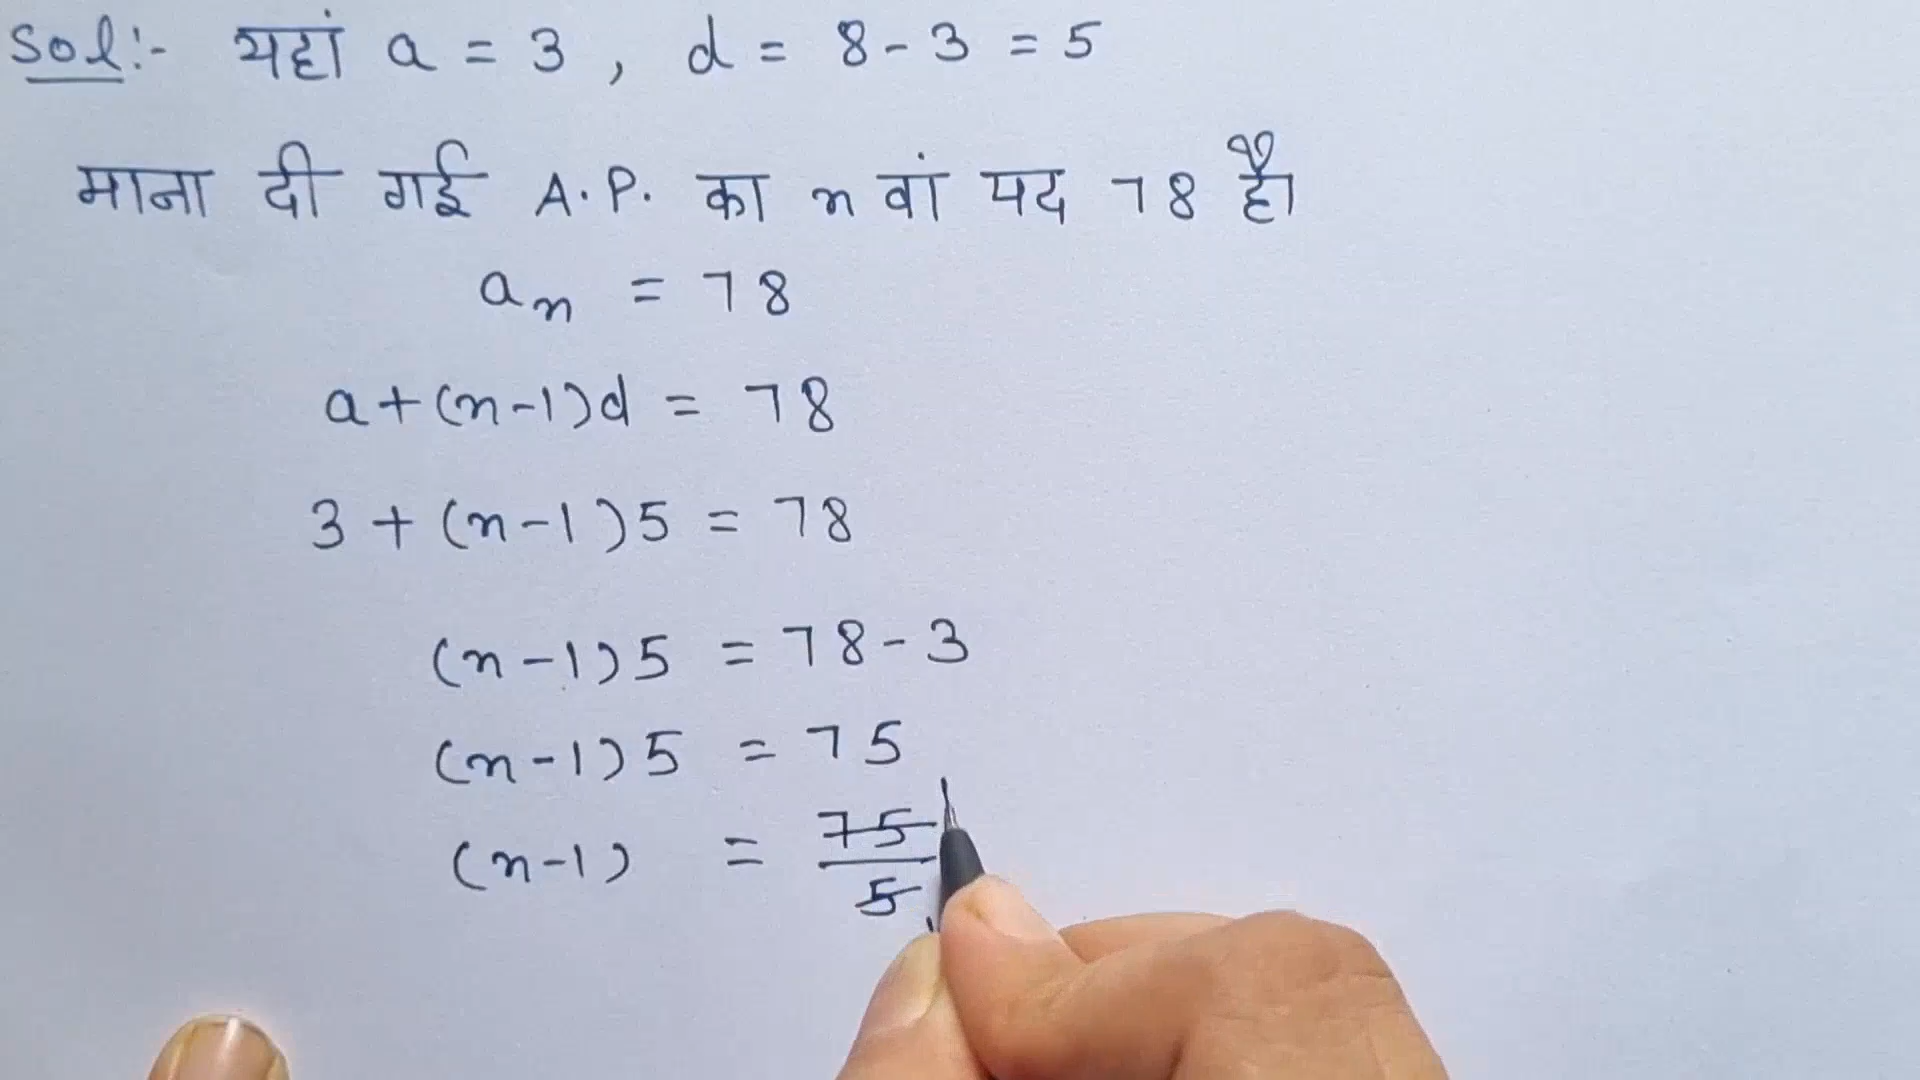 Sol:- यहां a = 3 , d = 8 - 3 = 5
माना दी गई A.P. का n वां पद 78 है।
aₙ = 78
a + (n-1)d = 78
3 + (n-1)5 = 78
(n-1)5 = 78 - 3
(n-1)5 = 75
(n-1) = 75/5